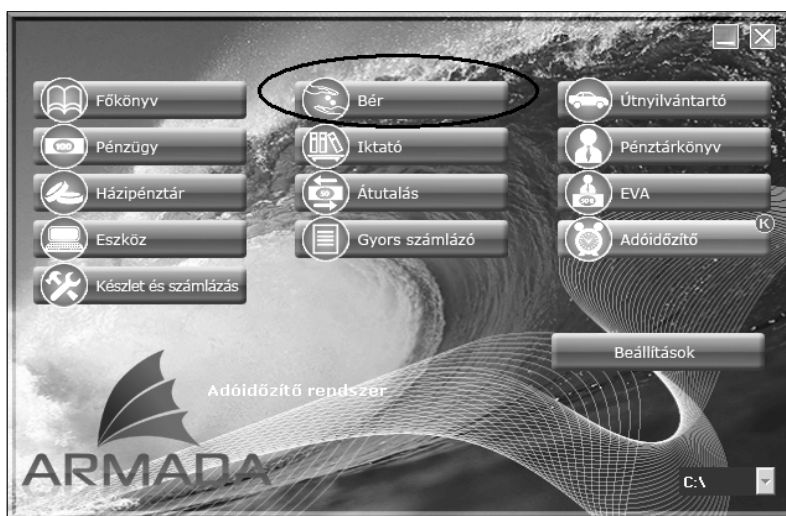 Főkönyv
Bér
Útnyilvántartó
100
Pénzügy
Iktató
Pénztárkönyv
Házipénztár
50
Átutalás
EVA
Eszköz
Gyors számlázó
Adóidőzítő
K
Készlet és számlázás
Beállítások
Adóidőzítő rendszer
ARMADA
C:\